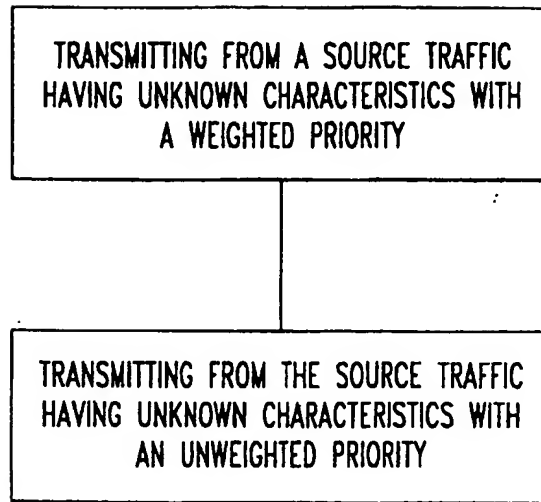 TRANSMITTING FROM A SOURCE TRAFFIC
HAVING UNKNOWN CHARACTERISTICS WITH
A WEIGHTED PRIORITY
TRANSMITTING FROM THE SOURCE TRAFFIC
HAVING UNKNOWN CHARACTERISTICS WITH
AN UNWEIGHTED PRIORITY